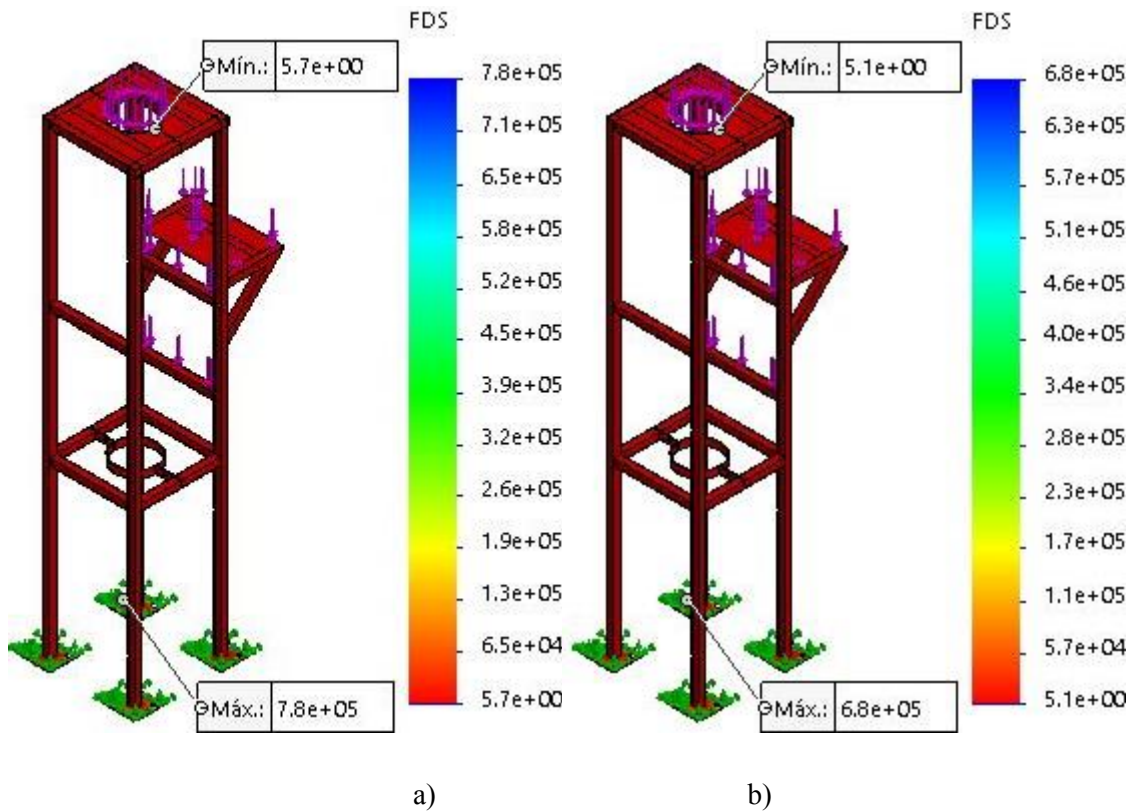 FDS
Mín.: 5.7e+00
7.8e+05
7.1e+05
6.5e+05
5.8e+05
5.2e+05
4.5e+05
3.9e+05
3.2e+05
2.6e+05
1.9e+05
1.3e+05
6.5e+04
5.7e+00
Máx.: 7.8e+05
a)
FDS
Mín.: 5.1e+00
6.8e+05
6.3e+05
5.7e+05
5.1e+05
4.6e+05
4.0e+05
3.4e+05
2.8e+05
2.3e+05
1.7e+05
1.1e+05
5.7e+04
5.1e+00
Máx.: 6.8e+05
b)